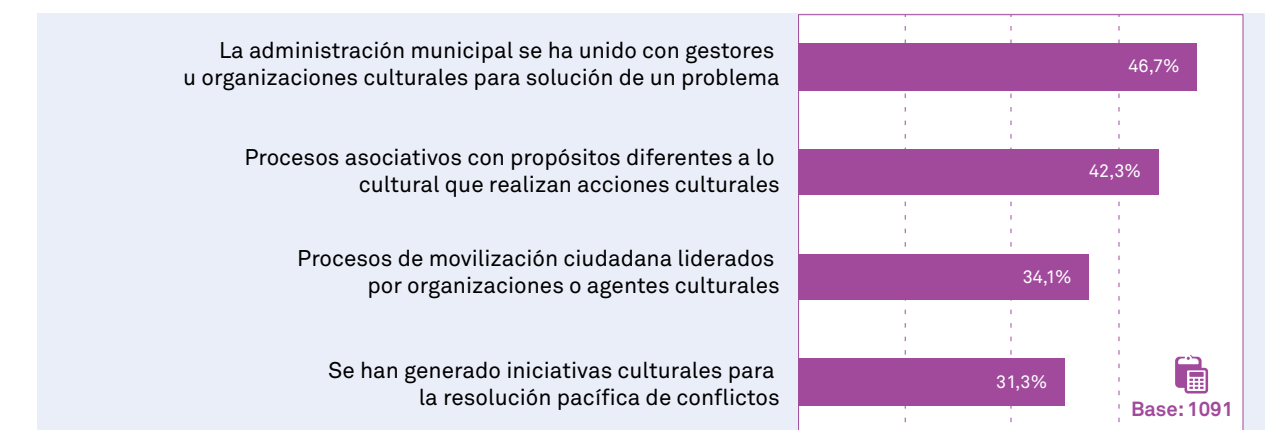 La administración municipal se ha unido con gestores
u organizaciones culturales para solución de un problema
46,7%
Procesos asociativos con propósitos diferentes a lo
cultural que realizan acciones culturales
42,3%
Procesos de movilización ciudadana liderados
por organizaciones o agentes culturales
34,1%
Se han generado iniciativas culturales para
la resolución pacífica de conflictos
31,3%
Base: 1091